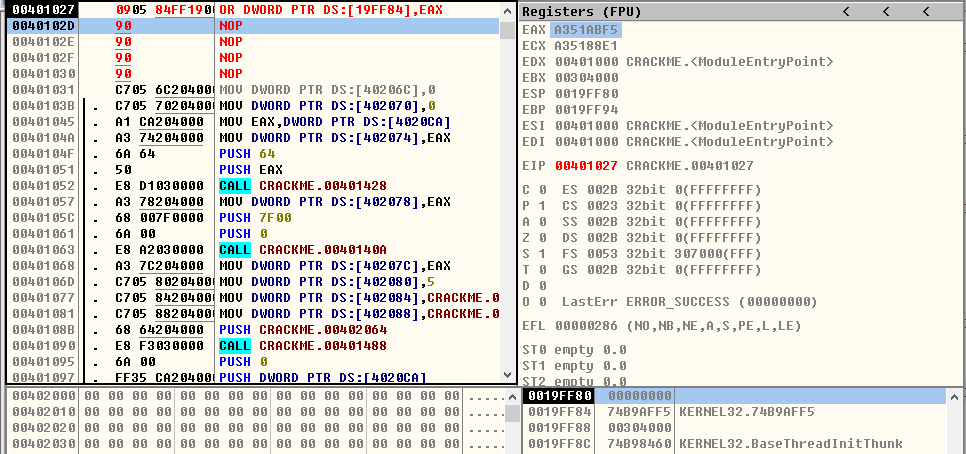 00401027 0905 84FF1900 OR DWORD PTR DS:[19FF84],EAX
0040102D 90 NOP
0040102E 90 NOP
0040102F 90 NOP
00401030 90 NOP
00401031 C705 6C204000 MOV DWORD PTR DS:[40206C],0
0040103B . C705 70204000 MOV DWORD PTR DS:[402070],0
00401045 . A1 CA204000 MOV EAX,DWORD PTR DS:[4020CA]
0040104A . A3 74204000 MOV DWORD PTR DS:[402074],EAX
0040104F . 6A 64 PUSH 64
00401051 . 50 PUSH EAX
00401052 . E8 D1030000 CALL CRACKME.00401428
00401057 . A3 78204000 MOV DWORD PTR DS:[402078],EAX
0040105C . 68 007F0000 PUSH 7F00
00401061 . 6A 00 PUSH 0
00401063 . E8 A2030000 CALL CRACKME.0040140A
00401068 . A3 7C204000 MOV DWORD PTR DS:[40207C],EAX
0040106D . C705 80204000 MOV DWORD PTR DS:[402080],5
00401077 . C705 84204000 MOV DWORD PTR DS:[402084],CRACKME.0
00401081 . C705 88204000 MOV DWORD PTR DS:[402088],CRACKME.0
0040108B . 68 64204000 PUSH CRACKME.00402064
00401090 . E8 F3030000 CALL CRACKME.00401488
00401095 . 6A 00 PUSH 0
00401097 . FF35 CA204000 PUSH DWORD PTR DS:[4020CA]
Registers (FPU) < < <
EAX A351ABF5
ECX A35188E1
EDX 00401000 CRACKME.<ModuleEntryPoint>
EBX 00304000
ESP 0019FF80
EBP 0019FF94
ESI 00401000 CRACKME.<ModuleEntryPoint>
EDI 00401000 CRACKME.<ModuleEntryPoint>
EIP 00401027 CRACKME.00401027
C 0 ES 002B 32bit 0(FFFFFFFF)
P 1 CS 0023 32bit 0(FFFFFFFF)
A 0 SS 002B 32bit 0(FFFFFFFF)
Z 0 DS 002B 32bit 0(FFFFFFFF)
S 1 FS 0053 32bit 307000(FFF)
T 0 GS 002B 32bit 0(FFFFFFFF)
D 0
O 0 LastErr ERROR_SUCCESS (00000000)
EFL 00000286 (NO,NB,NE,A,S,PE,L,LE)
ST0 empty 0.0
ST1 empty 0.0
ST2 empty 0.0
00402000 00 00 00 00 00 00 00 00 00 00 00 00 00 00 00 00 .....
00402010 00 00 00 00 00 00 00 00 00 00 00 00 00 00 00 00 .....
00402020 00 00 00 00 00 00 00 00 00 00 00 00 00 00 00 00 .....
00402030 00 00 00 00 00 00 00 00 00 00 00 00 00 00 00 00 .....
0019FF80 00000000
0019FF84 74B9AFF5 KERNEL32.74B9AFF5
0019FF88 00304000
0019FF8C 74B98460 KERNEL32.BaseThreadInitThunk